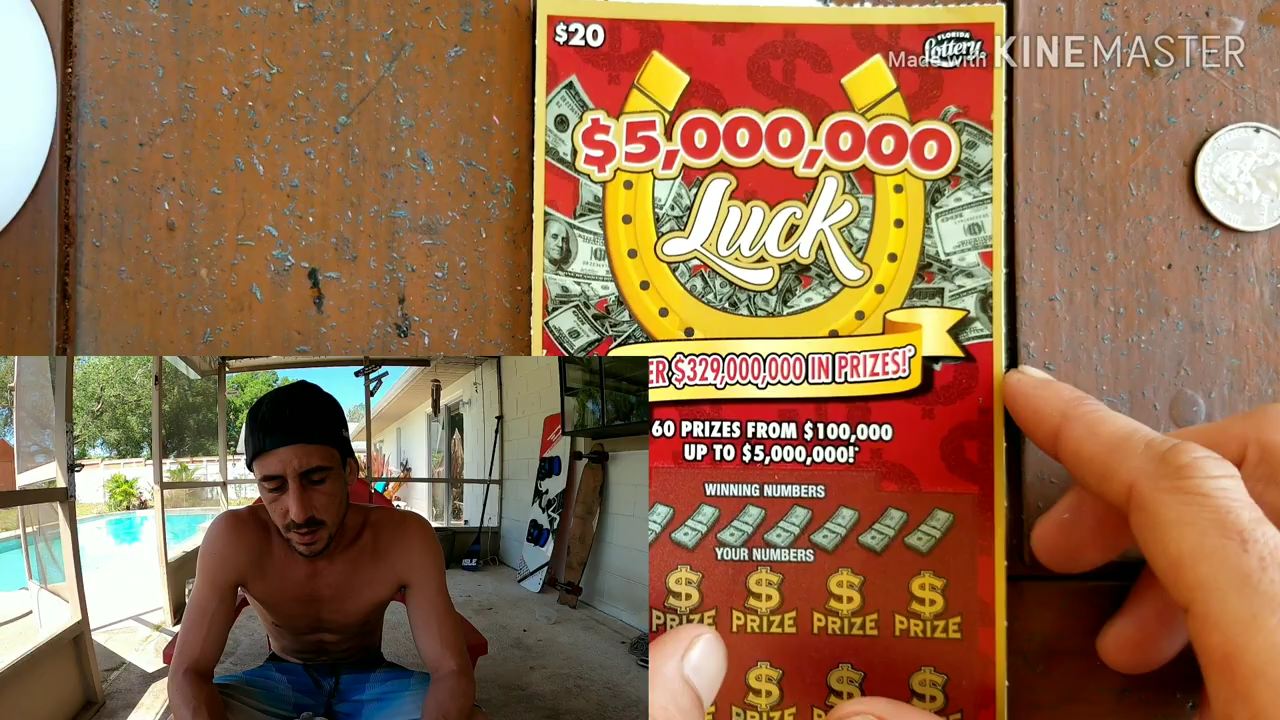 $20
FLORIDA
Lottery
Made with KINEMASTER
$5,000,000
Luck
ER $329,000,000 IN PRIZES!*
60 PRIZES FROM $100,000
UP TO $5,000,000!*
WINNING NUMBERS
YOUR NUMBERS
$ $ $ $
PRIZE PRIZE PRIZE PRIZE
$ $ $